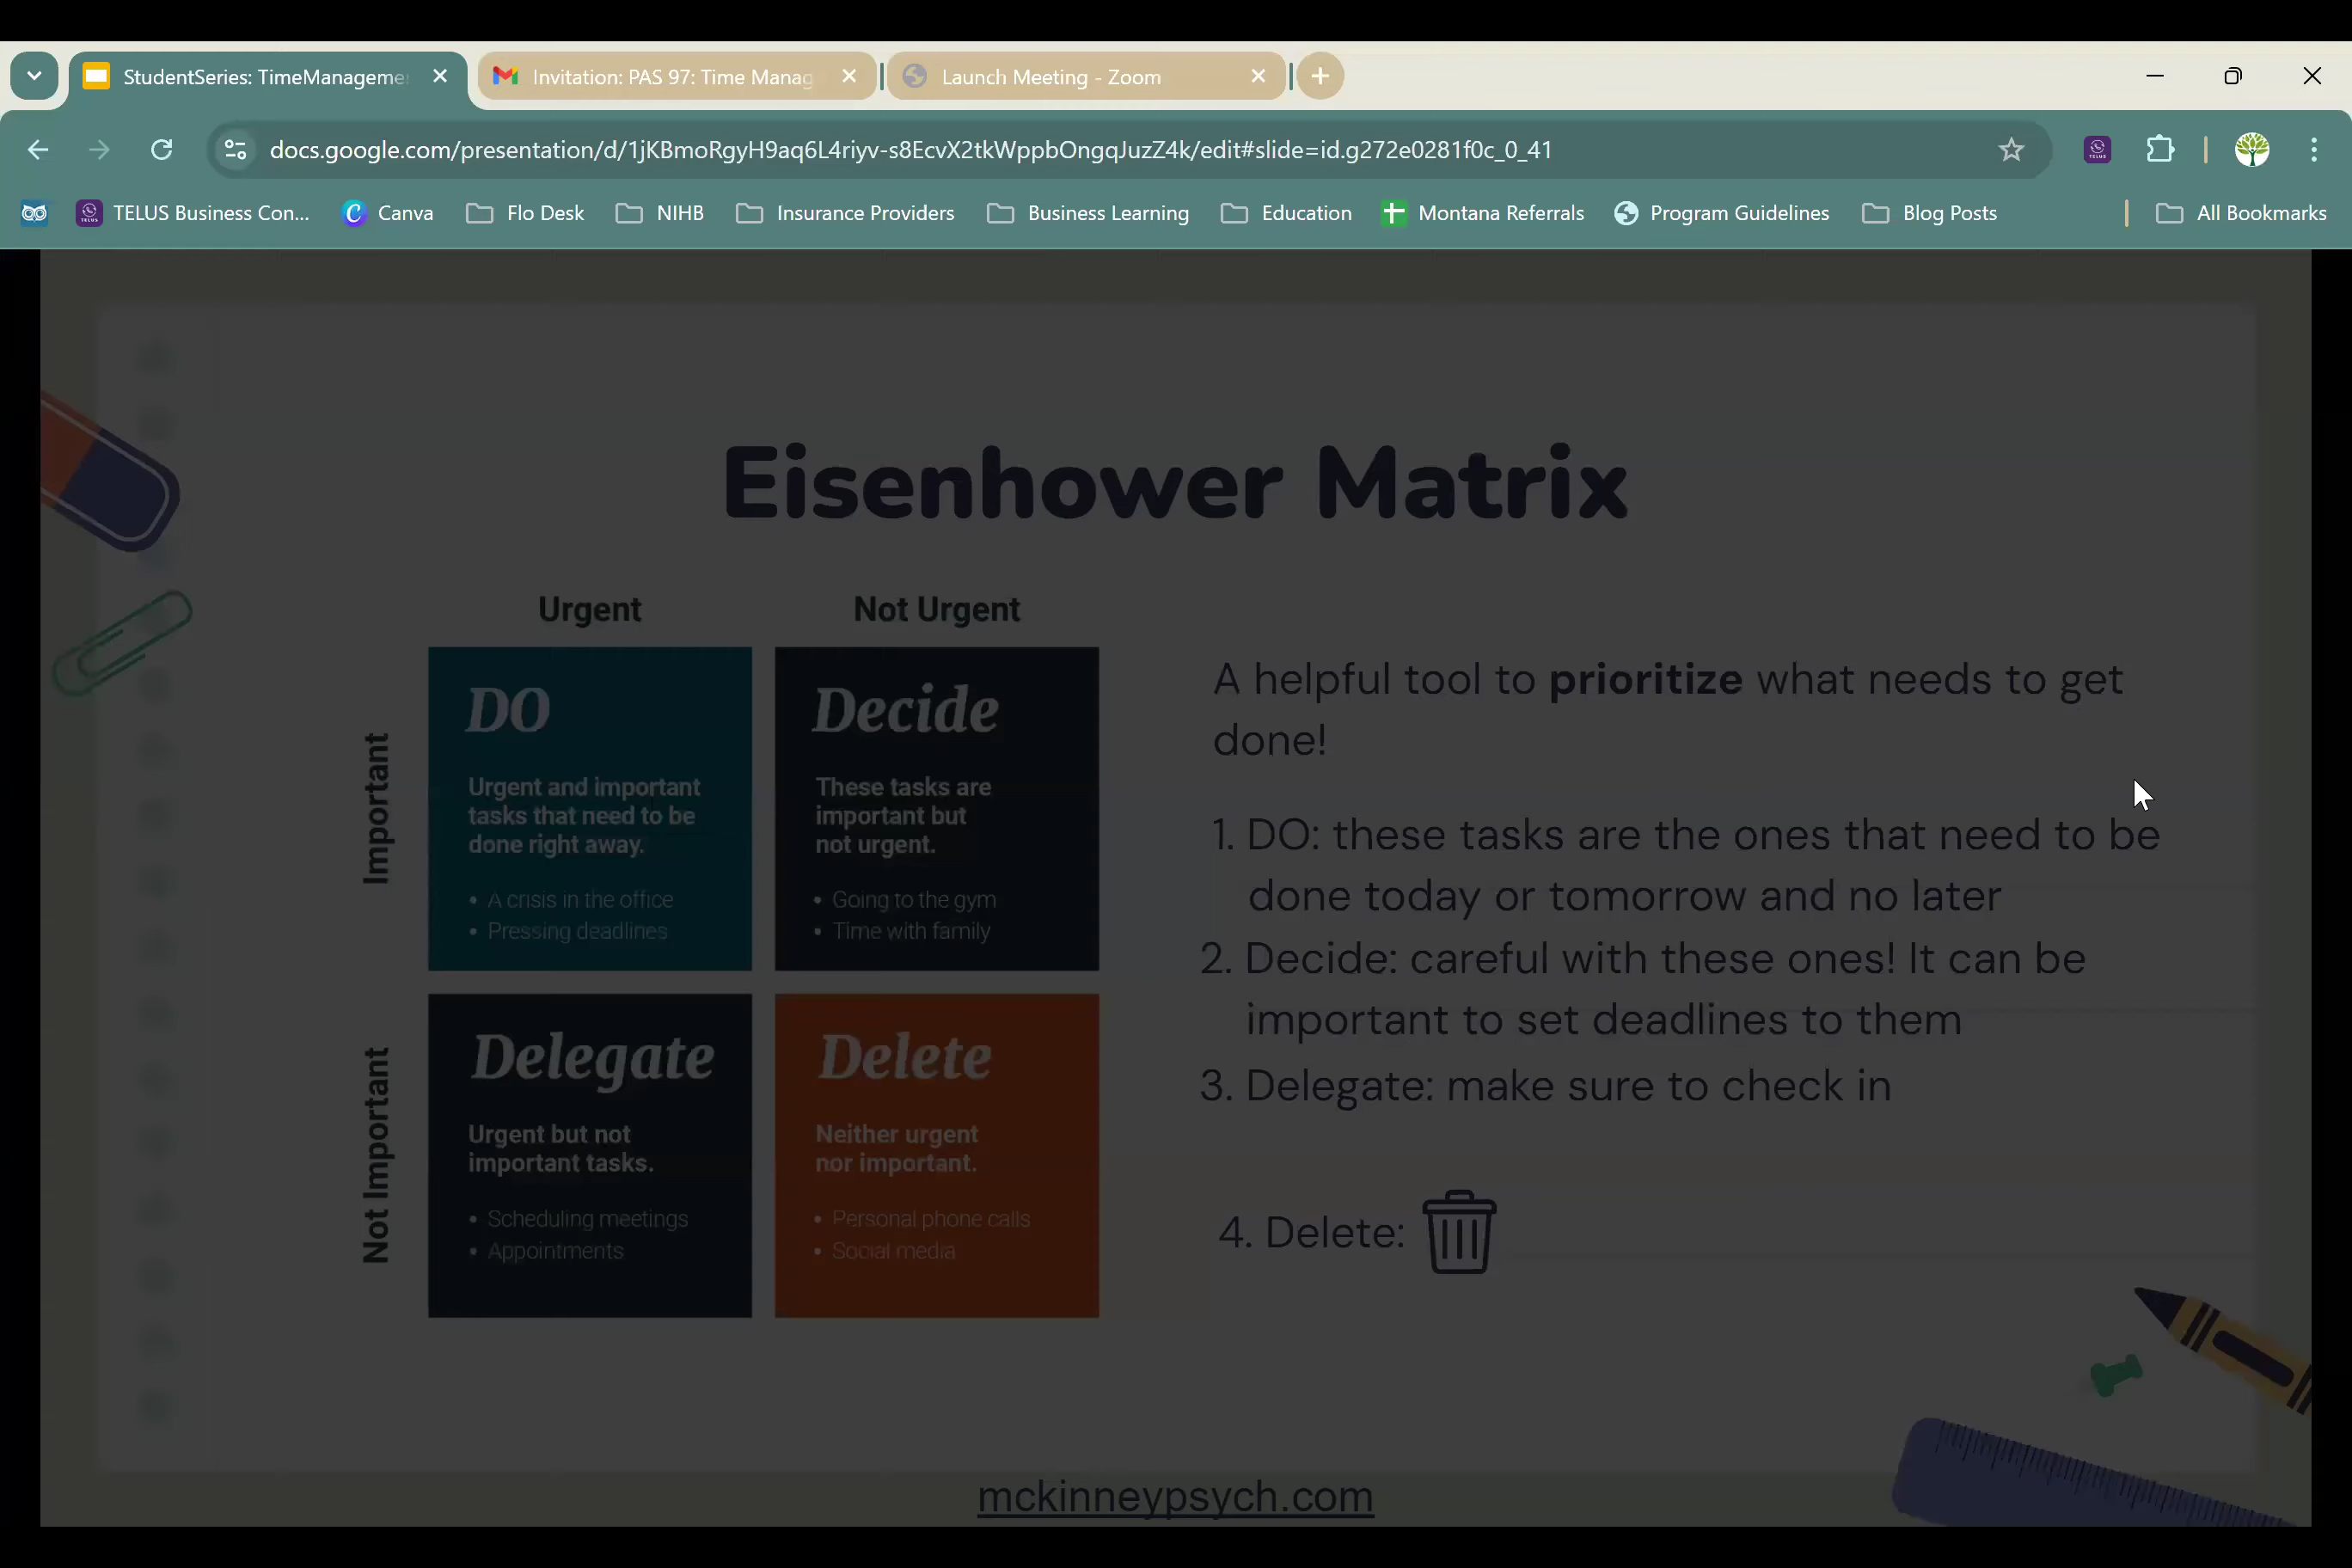 StudentSeries: TimeManageme
Invitation: PAS 97: Time Manag
Launch Meeting - Zoom
docs.google.com/presentation/d/1jKBmoRgyH9aq6L4riyv-s8EcvX2tkWppbOngqJuzZ4k/edit#slide=id.g272e0281f0c_0_41
TELUS
TELUS Business Con...
Canva
Flo Desk
NIHB
Insurance Providers
Business Learning
Education
Montana Referrals
Program Guidelines
Blog Posts
All Bookmarks
Eisenhower Matrix
Urgent
Not Urgent
Important
DO
Urgent and important
tasks that need to be
done right away.
• A crisis in the office
• Pressing deadlines
Decide
These tasks are
important but
not urgent.
• Going to the gym
• Time with family
Not Important
Delegate
Urgent but not
important tasks.
• Scheduling meetings
• Appointments
Delete
Neither urgent
nor important.
• Personal phone calls
• Social media
A helpful tool to prioritize what needs to get
done!
1. DO: these tasks are the ones that need to be
done today or tomorrow and no later
2. Decide: careful with these ones! It can be
important to set deadlines to them
3. Delegate: make sure to check in
4. Delete:
mckinneypsych.com